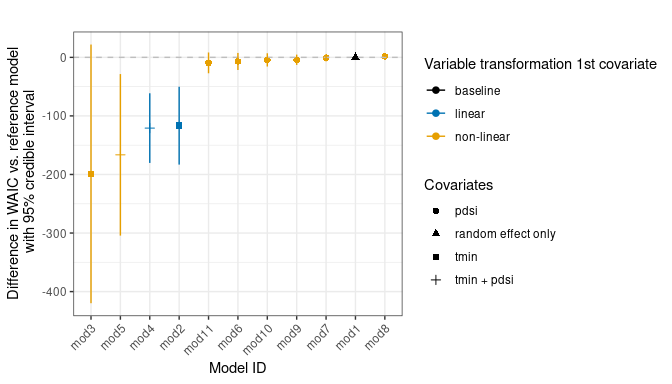 Difference in WAIC vs. reference model
with 95% credible interval
0
-100
-200
-300
-400
mod3
mod5
mod4
mod2
mod11
mod6
mod10
mod9
mod7
mod1
mod8
Model ID
Variable transformation 1st covariate
baseline
linear
non-linear
Covariates
pdsi
random effect only
tmin
tmin + pdsi